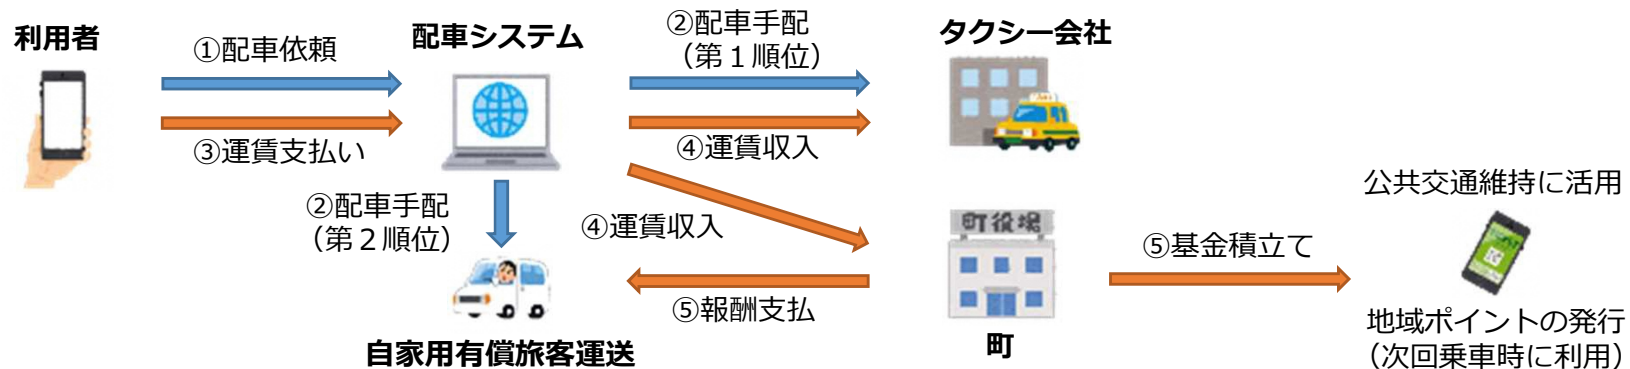 利用者
①配車依頼
③運賃支払い
配車システム
②配車手配
（第１順位）
④運賃収入
タクシー会社
②配車手配
（第２順位）
④運賃収入
⑤報酬支払
自家用有償旅客運送
町役場
町
⑤基金積立て
公共交通維持に活用
地域ポイントの発行
（次回乗車時に利用）